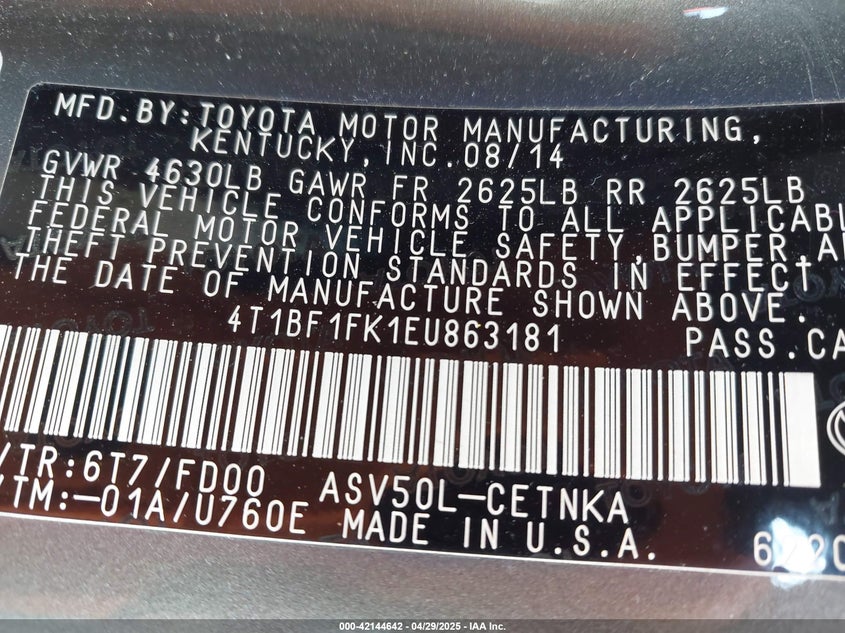 MFD.BY:TOYOTA MOTOR MANUFACTURING,
KENTUCKY,INC.08/14
GVWR 4630LB GAWR FR 2625LB RR 2625LB
THIS VEHICLE CONFORMS TO ALL APPLICABL
FEDERAL MOTOR VEHICLE SAFETY,BUMPER,A
THEFT PREVENTION STANDARDS IN EFFECT
THE DATE OF MANUFACTURE SHOWN ABOVE.
4T1BF1FK1EU863181 PASS.CA
/TR:6T7/FD00 ASV50L-CETNKA
/TM:-01A/U760E MADE IN U.S.A.
000-42144642 - 04/29/2025 - IAA Inc.